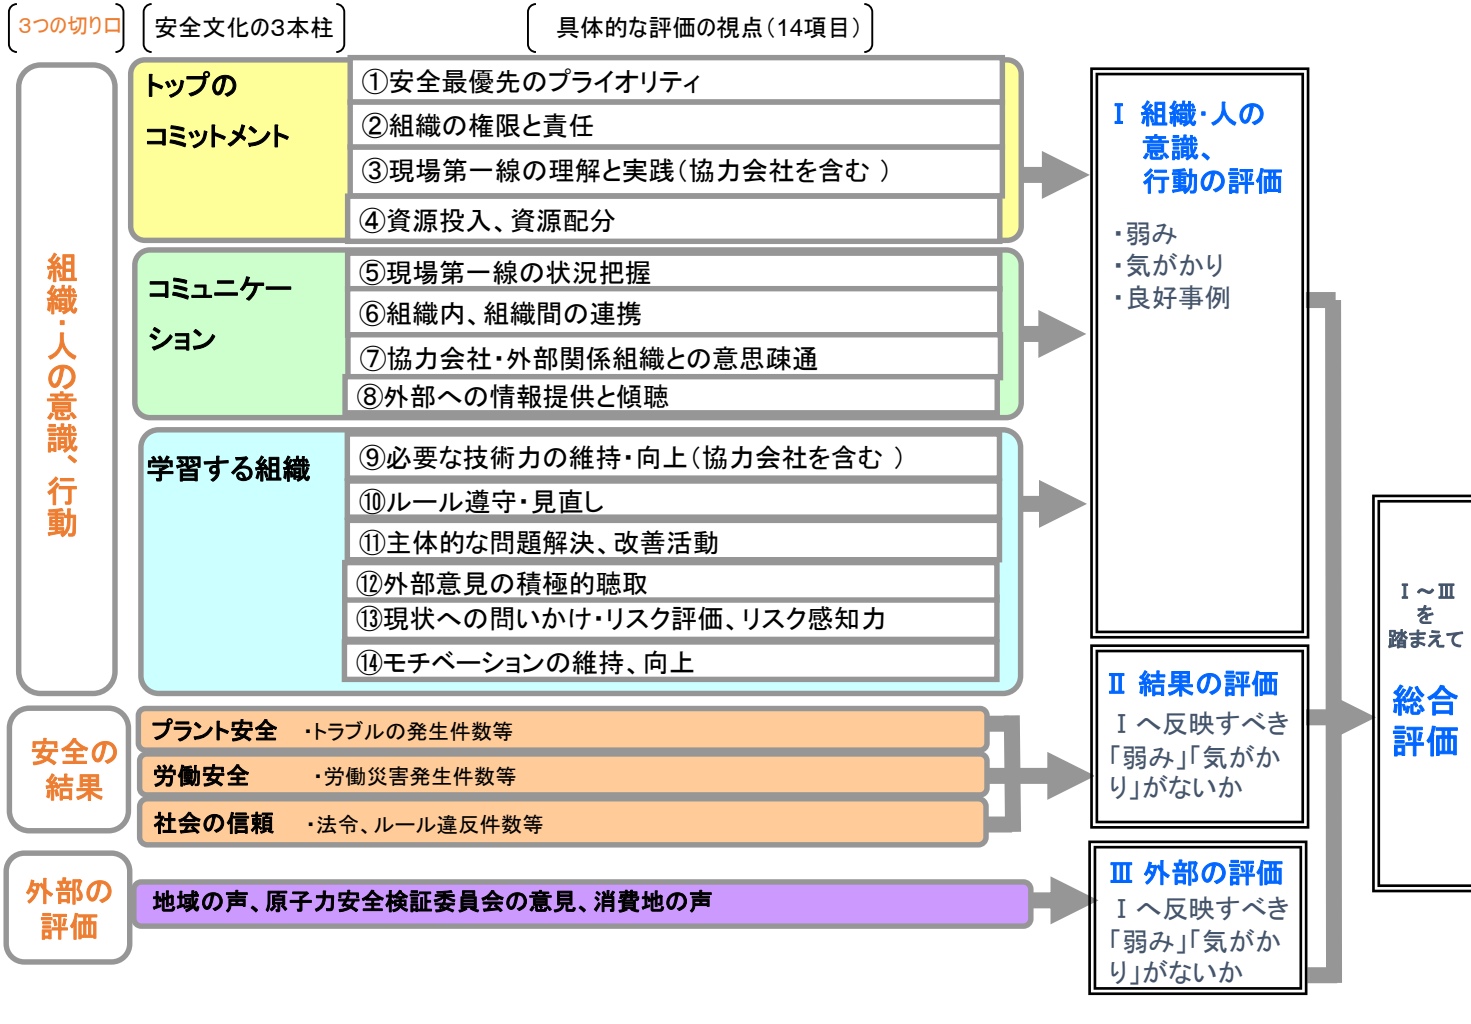 3つの切り口
安全文化の3本柱
具体的な評価の視点（14項目）
組織・人の意識、行動
トップの
コミットメント
①安全最優先のプライオリティ
②組織の権限と責任
③現場第一線の理解と実践（協力会社を含む ）
④資源投入、資源配分
コミュニケー
ション
⑤現場第一線の状況把握
⑥組織内、組織間の連携
⑦協力会社・外部関係組織との意思疎通
⑧外部への情報提供と傾聴
学習する組織
⑨必要な技術力の維持・向上（協力会社を含む ）
⑩ルール遵守・見直し
⑪主体的な問題解決、改善活動
⑫外部意見の積極的聴取
⑬現状への問いかけ・リスク評価、リスク感知力
⑭モチベーションの維持、向上
安全の
結果
プラント安全 ・トラブルの発生件数等
労働安全 ・労働災害発生件数等
社会の信頼 ・法令、ルール違反件数等
外部の
評価
地域の声、原子力安全検証委員会の意見、消費地の声
Ⅰ 組織・人の
意識、
行動の評価
・弱み
・気がかり
・良好事例
Ⅱ 結果の評価
Ⅰへ反映すべき
「弱み」「気がか
り」がないか
Ⅲ 外部の評価
Ⅰへ反映すべき
「弱み」「気がか
り」がないか
Ⅰ～Ⅲ
を
踏まえて
総合
評価